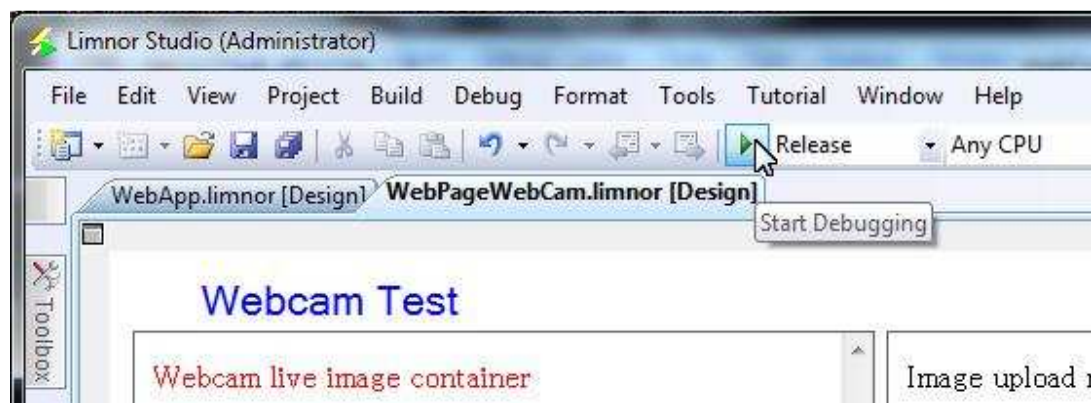 Limnor Studio (Administrator)
File Edit View Project Build Debug Format Tools Tutorial Window Help
Release Any CPU
WebApp.limnor [Design] WebPageWebCam.limnor [Design]
Start Debugging
Toolbox
Webcam Test
Webcam live image container
Image upload